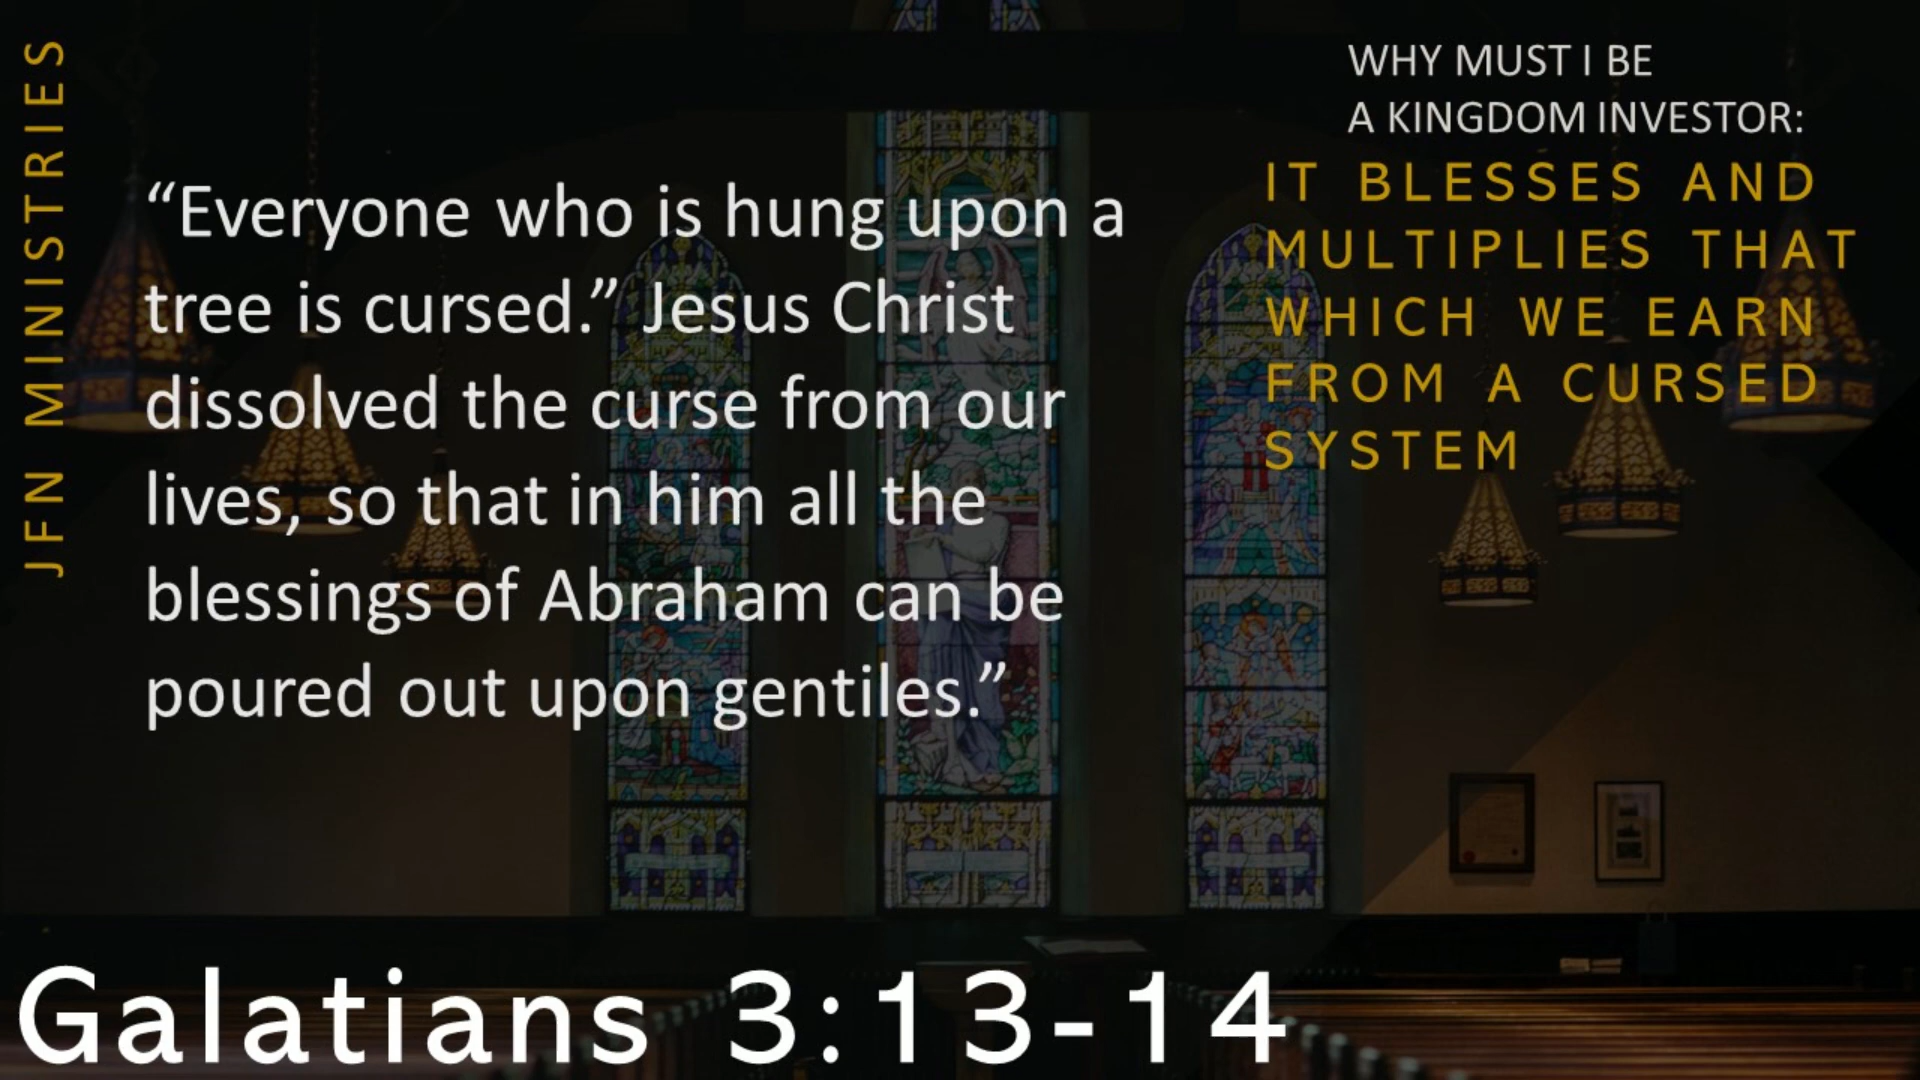 JFN MINISTRIES
WHY MUST I BE
A KINGDOM INVESTOR:
IT BLESSES AND
MULTIPLIES THAT
WHICH WE EARN
FROM A CURSED
SYSTEM
“Everyone who is hung upon a
tree is cursed.” Jesus Christ
dissolved the curse from our
lives, so that in him all the
blessings of Abraham can be
poured out upon gentiles.”
Galatians 3:13-14